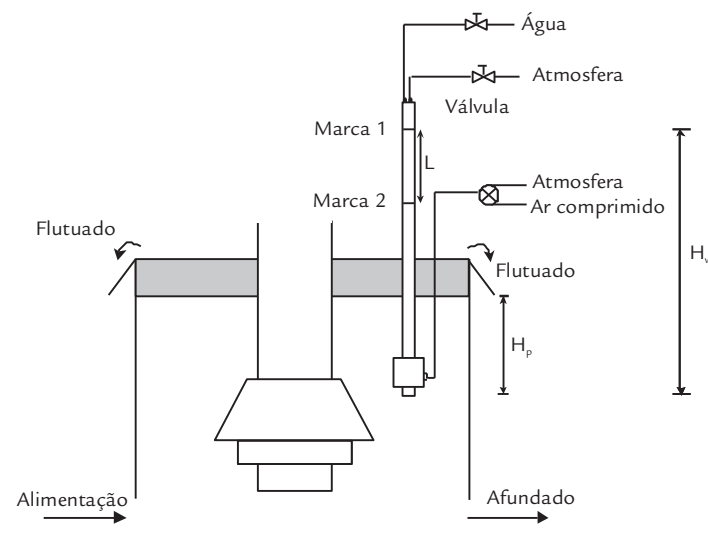 Água
Atmosfera
Válvula
Marca 1
L
Marca 2
Atmosfera
Ar comprimido
Flutuado
Flutuado
Hv
Hp
Alimentação
Afundado